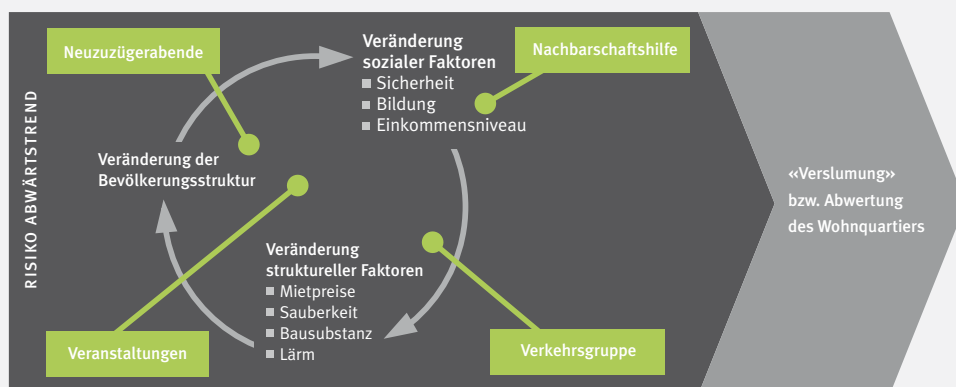 RISIKO ABWÄRTSTREND
Neuzuzügerabende
Veränderung
sozialer Faktoren
Sicherheit
Bildung
Einkommensniveau
Nachbarschaftshilfe
Veränderung der
Bevölkerungsstruktur
Veränderung
struktureller Faktoren
Mietpreise
Sauberkeit
Bausubstanz
Lärm
Veranstaltungen
Verkehrsgruppe
«Verslumung»
bzw. Abwertung
des Wohnquartiers